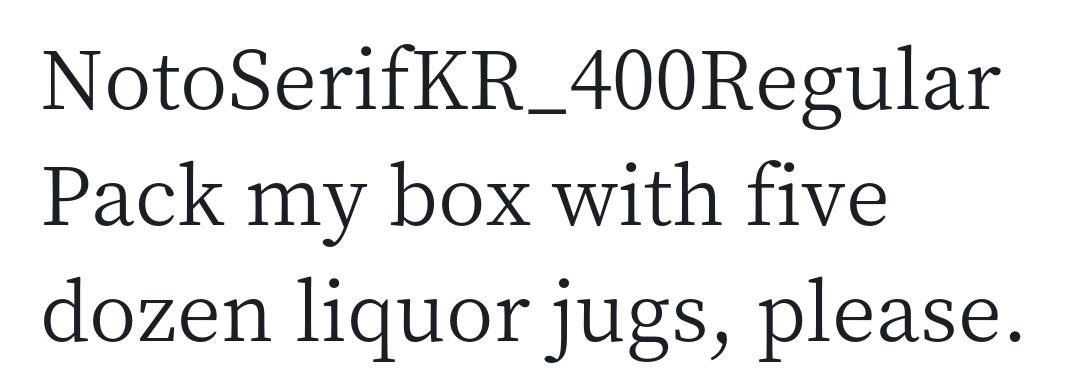 NotoSerifKR_400Regular
Pack my box with five
dozen liquor jugs, please.